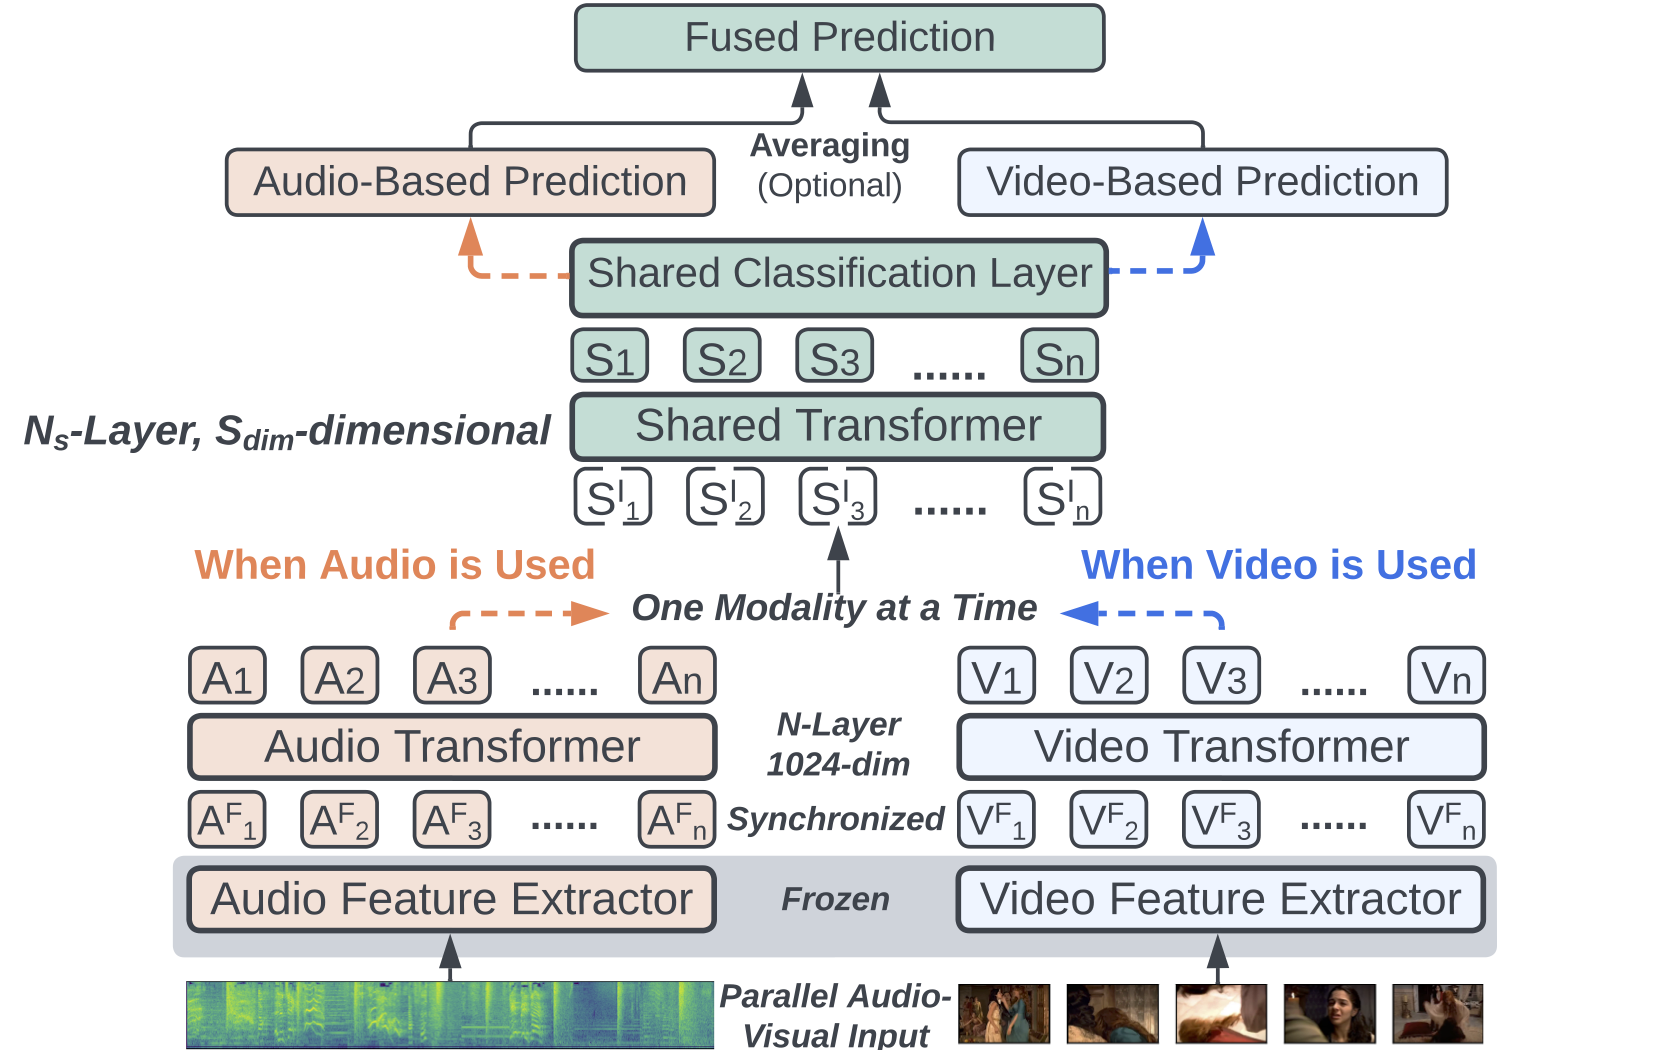 Fused Prediction
Averaging
(Optional)
Audio-Based Prediction
Video-Based Prediction
Shared Classification Layer
S1 S2 S3 ...... Sn
Ns-Layer, Sdim-dimensional
Shared Transformer
S^I_1 S^I_2 S^I_3 ...... S^I_n
When Audio is Used
When Video is Used
One Modality at a Time
A1 A2 A3 ...... An
V1 V2 V3 ...... Vn
Audio Transformer
N-Layer
1024-dim
Video Transformer
A^F_1 A^F_2 A^F_3 ...... A^F_n
Synchronized
V^F_1 V^F_2 V^F_3 ...... V^F_n
Audio Feature Extractor
Frozen
Video Feature Extractor
Parallel Audio-
Visual Input